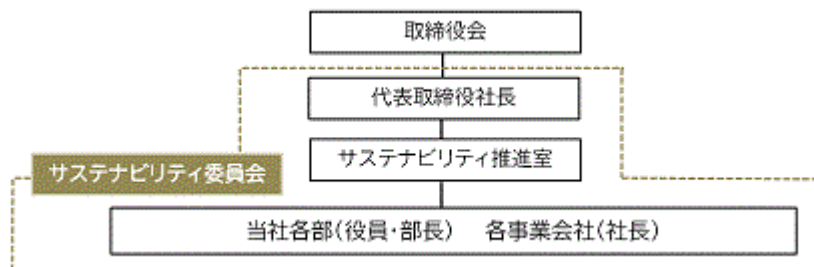 取締役会
代表取締役社長
サステナビリティ推進室
サステナビリティ委員会
当社各部(役員・部長) 各事業会社(社長)